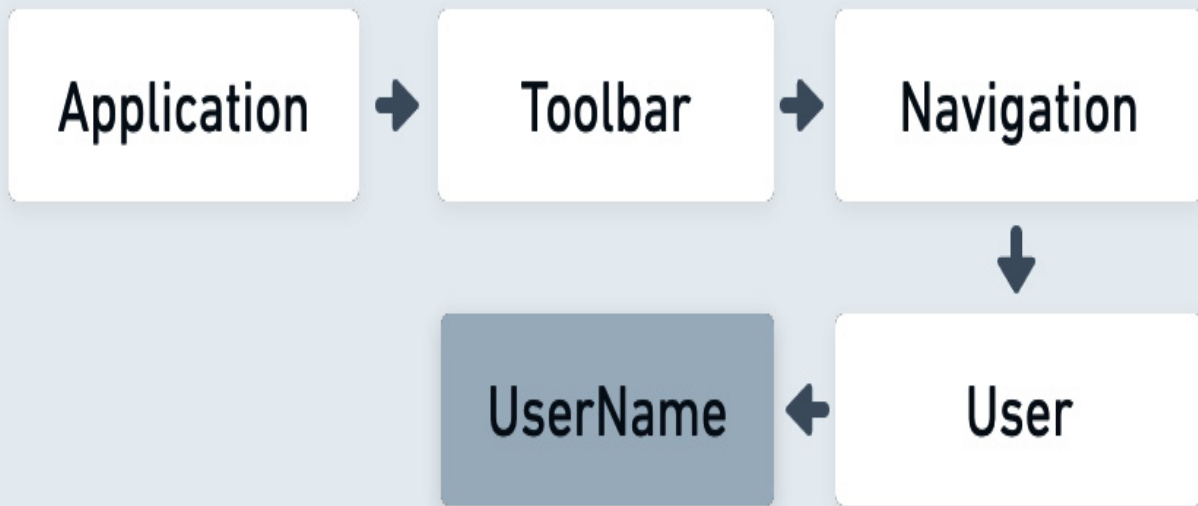 Application
Toolbar
Navigation
UserName
User